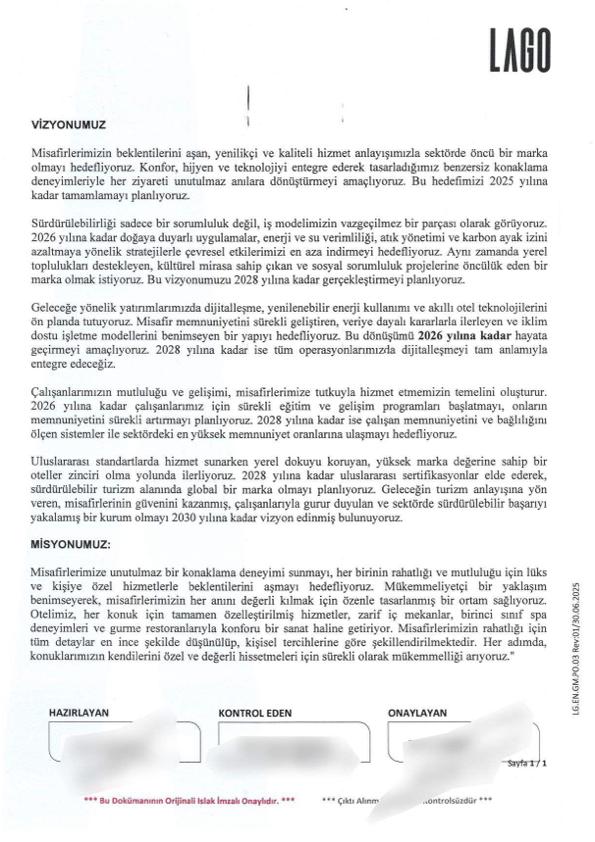 LAGO
VİZYONUMUZ
Misafirlerimizin beklentilerini aşan, yenilikçi ve kaliteli hizmet anlayışımızla sektörde öncü bir marka
olmayı hedefliyoruz. Konfor, hijyen ve teknolojiyi entegre ederek tasarladığımız benzersiz konaklama
deneyimleriyle her ziyareti unutulmaz anılara dönüştürmeyi amaçlıyoruz. Bu hedefimizi 2025 yılına
kadar tamamlamayı planlıyoruz.
Sürdürülebilirliği sadece bir sorumluluk değil, iş modelimizin vazgeçilmez bir parçası olarak görüyoruz.
2026 yılına kadar doğaya duyarlı uygulamalar, enerji ve su verimliliği, atık yönetimi ve karbon ayak izini
azaltmaya yönelik stratejilerle çevresel etkilerimizi en aza indirmeyi hedefliyoruz. Aynı zamanda yerel
toplulukları destekleyen, kültürel mirasa sahip çıkan ve sosyal sorumluluk projelerine öncülük eden bir
marka olmak istiyoruz. Bu vizyonumuzu 2028 yılına kadar gerçekleştirmeyi planlıyoruz.
Geleceğe yönelik yatırımlarımızda dijitalleşme, yenilenebilir enerji kullanımı ve akıllı otel teknolojilerini
ön planda tutuyoruz. Misafir memnuniyetini sürekli geliştiren, veriye dayalı kararlarla ilerleyen ve iklim
dostu işletme modellerini benimseyen bir yapıyı hedefliyoruz. Bu dönüşümü 2026 yılına kadar hayata
geçirmeyi amaçlıyoruz. 2028 yılına kadar ise tüm operasyonlarımızda dijitalleşmeyi tam anlamıyla
entegre edeceğiz.
Çalışanlarımızın mutluluğu ve gelişimi, misafirlerimize tutkuyla hizmet etmemizin temelini oluşturur.
2026 yılına kadar çalışanlarımız için sürekli eğitim ve gelişim programları başlatmayı, onların
memnuniyetini sürekli artırmayı planlıyoruz. 2028 yılına kadar ise çalışan memnuniyetini ve bağlılığını
ölçen sistemler ile sektördeki en yüksek memnuniyet oranlarına ulaşmayı hedefliyoruz.
Uluslararası standartlarda hizmet sunarken yerel dokuyu koruyan, yüksek marka değerine sahip bir
oteller zinciri olma yolunda ilerliyoruz. 2028 yılına kadar uluslararası sertifikasyonlar elde ederek,
sürdürülebilir turizm alanında global bir marka olmayı planlıyoruz. Geleceğin turizm anlayışına yön
veren, misafirlerinin güvenini kazanmış, çalışanlarıyla gurur duyulan ve sektörde sürdürülebilir başarıyı
yakalamış bir kurum olmayı 2030 yılına kadar vizyon edinmiş bulunuyoruz.
MİSYONUMUZ:
Misafirlerimize unutulmaz bir konaklama deneyimi sunmayı, her birinin rahatlığı ve mutluluğu için lüks
ve kişiye özel hizmetlerle beklentilerini aşmayı hedefliyoruz. Mükemmeliyetçi bir yaklaşım
benimseyerek, misafirlerimizin her anını değerli kılmak için özenle tasarlanmış bir ortam sağlıyoruz.
Otelimiz, her konuk için tamamen özelleştirilmiş hizmetler, zarif iç mekanlar, birinci sınıf spa
deneyimleri ve gurme restoranlarıyla konforu bir sanat haline getiriyor. Misafirlerimizin rahatlığı için
tüm detaylar en ince şekilde düşünülüp, kişisel tercihlerine göre şekillendirilmektedir. Her adımda,
konuklarımızın kendilerini özel ve değerli hissetmeleri için sürekli olarak mükemmelliği arıyoruz."
LG.EN.GM.PO.03 Rev:01/30.06.2025
HAZIRLAYAN KONTROL EDEN ONAYLAYAN
Sayfa 1 / 1
*** Bu Dokümanının Orijinali Islak İmzalı Onaylıdır. *** *** Çıktı Alınm ontrolsüzdür ***